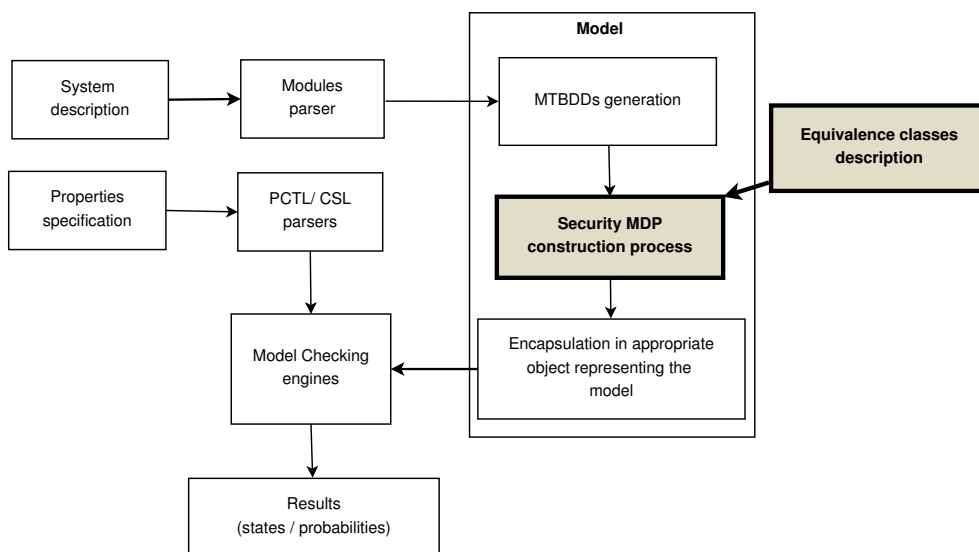 Model
System
description
Modules
parser
MTBDDs generation
Equivalence classes
description
Properties
specification
PCTL/ CSL
parsers
Security MDP
construction process
Model Checking
engines
Encapsulation in appropriate
object representing the
model
Results
(states / probabilities)